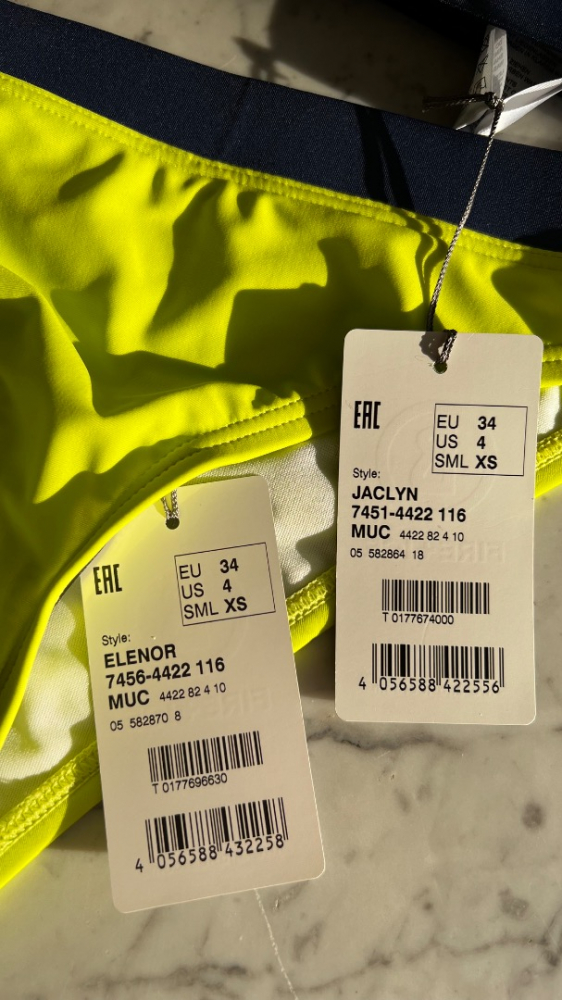 EAC
EU 34
US 4
SML XS
Style:
JACLYN
7451-4422 116
MUC 4422 82 4 10
05 582864 18
T 0177674000
4 056588 422556
EAC
EU 34
US 4
SML XS
Style:
ELENOR
7456-4422 116
MUC 4422 82 4 10
05 582870 8
T 0177696630
4 056588 432258